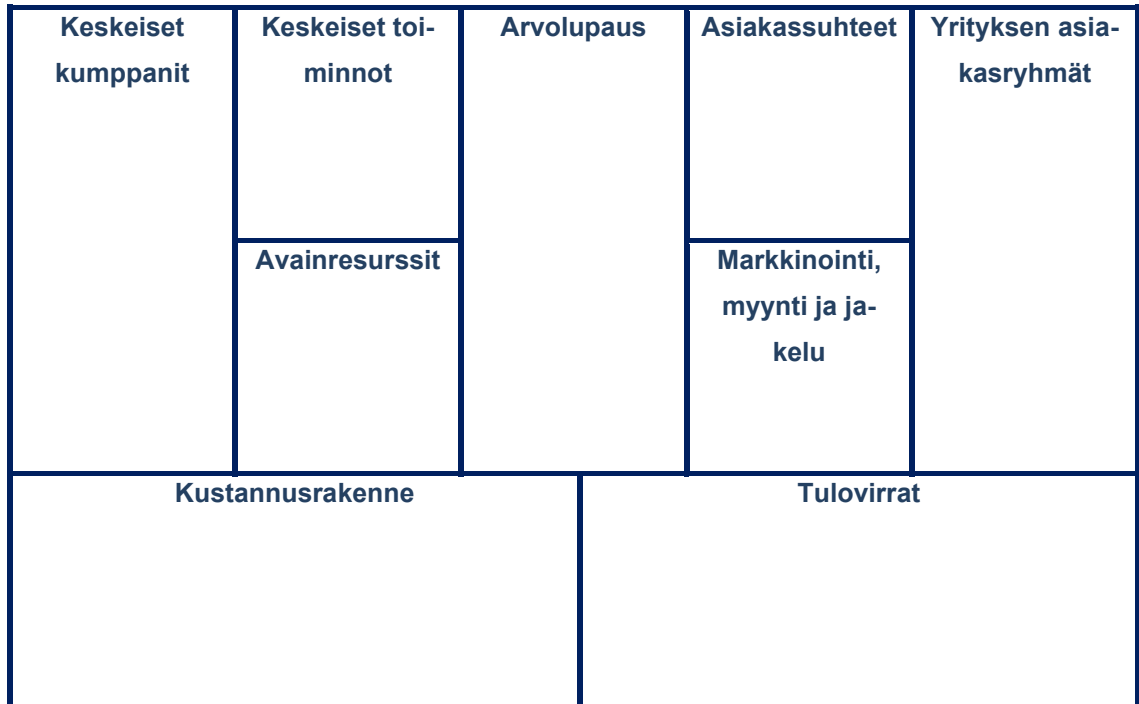 Keskeiset
kumppanit
Keskeiset toi-
minnot
Arvolupaus
Asiakassuhteet
Yrityksen asia-
kasryhmät
Avainresurssit
Markkinointi,
myynti ja ja-
kelu
Kustannusrakenne
Tulovirrat